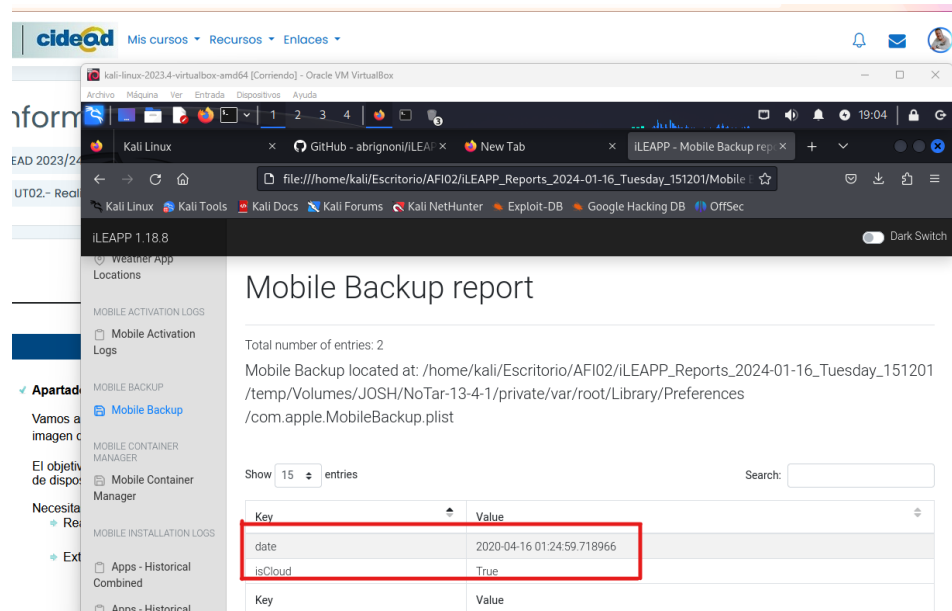 cidead Mis cursos Recursos Enlaces
kali-linux-2023.4-virtualbox-amd64 [Corriendo] - Oracle VM VirtualBox
Archivo Máquina Ver Entrada Dispositivos Ayuda
nform
1 2 3 4 19:04
EAD 2023/24
UT02.- Reali
Kali Linux × GitHub - abrignoni/iLEAP × New Tab × iLEAPP - Mobile Backup repo ×
file:///home/kali/Escritorio/AFI02/iLEAPP_Reports_2024-01-16_Tuesday_151201/Mobile
Kali Linux Kali Tools Kali Docs Kali Forums Kali NetHunter Exploit-DB Google Hacking DB OffSec
iLEAPP 1.18.8 Dark Switch
Weather App
Locations
Mobile Backup report
MOBILE ACTIVATION LOGS
Mobile Activation
Logs
Total number of entries: 2
Mobile Backup located at: /home/kali/Escritorio/AFI02/iLEAPP_Reports_2024-01-16_Tuesday_151201
/temp/Volumes/JOSH/NoTar-13-4-1/private/var/root/Library/Preferences
/com.apple.MobileBackup.plist
Apartad
MOBILE BACKUP
Mobile Backup
Vamos a
imagen d
MOBILE CONTAINER
MANAGER
El objetiv
de dispos
Mobile Container
Manager
Show 15 entries Search:
Necesita
Rea
Ext
Key Value
date 2020-04-16 01:24:59.718966
isCloud True
Key Value
MOBILE INSTALLATION LOGS
Apps - Historical
Combined
Apps - Historical